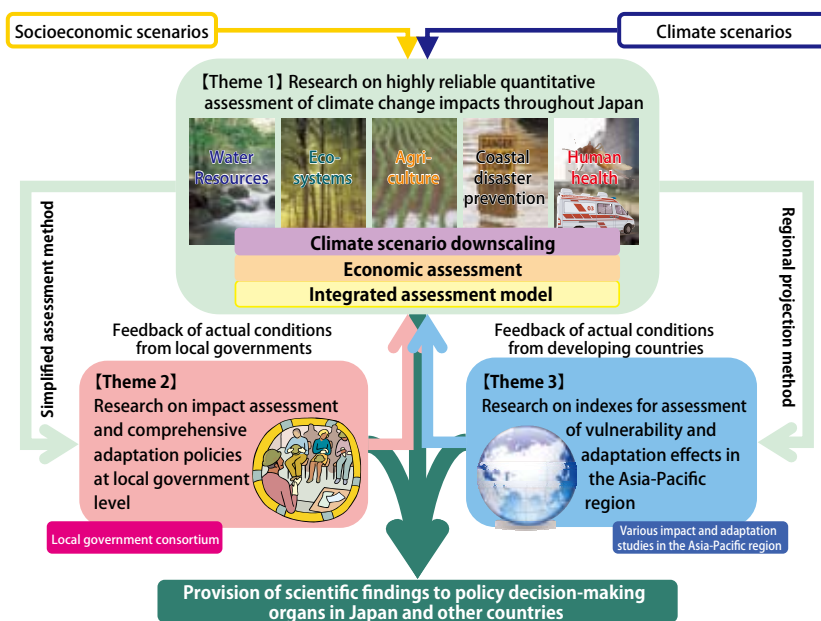 Socioeconomic scenarios
Climate scenarios
【Theme 1】 Research on highly reliable quantitative
assessment of climate change impacts throughout Japan
Water
Resources
Eco-
systems
Agri-
culture
DANGER
Coastal
disaster
prevention
Human
health
Climate scenario downscaling
Economic assessment
Integrated assessment model
Simplified assessment method
Regional projection method
Feedback of actual conditions
from local governments
Feedback of actual conditions
from developing countries
【Theme 2】
Research on impact assessment
and comprehensive
adaptation policies
at local government
level
Local government consortium
【Theme 3】
Research on indexes for assessment
of vulnerability and
adaptation effects in
the Asia-Pacific
region
Various impact and adaptation
studies in the Asia-Pacific region
Provision of scientific findings to policy decision-making
organs in Japan and other countries